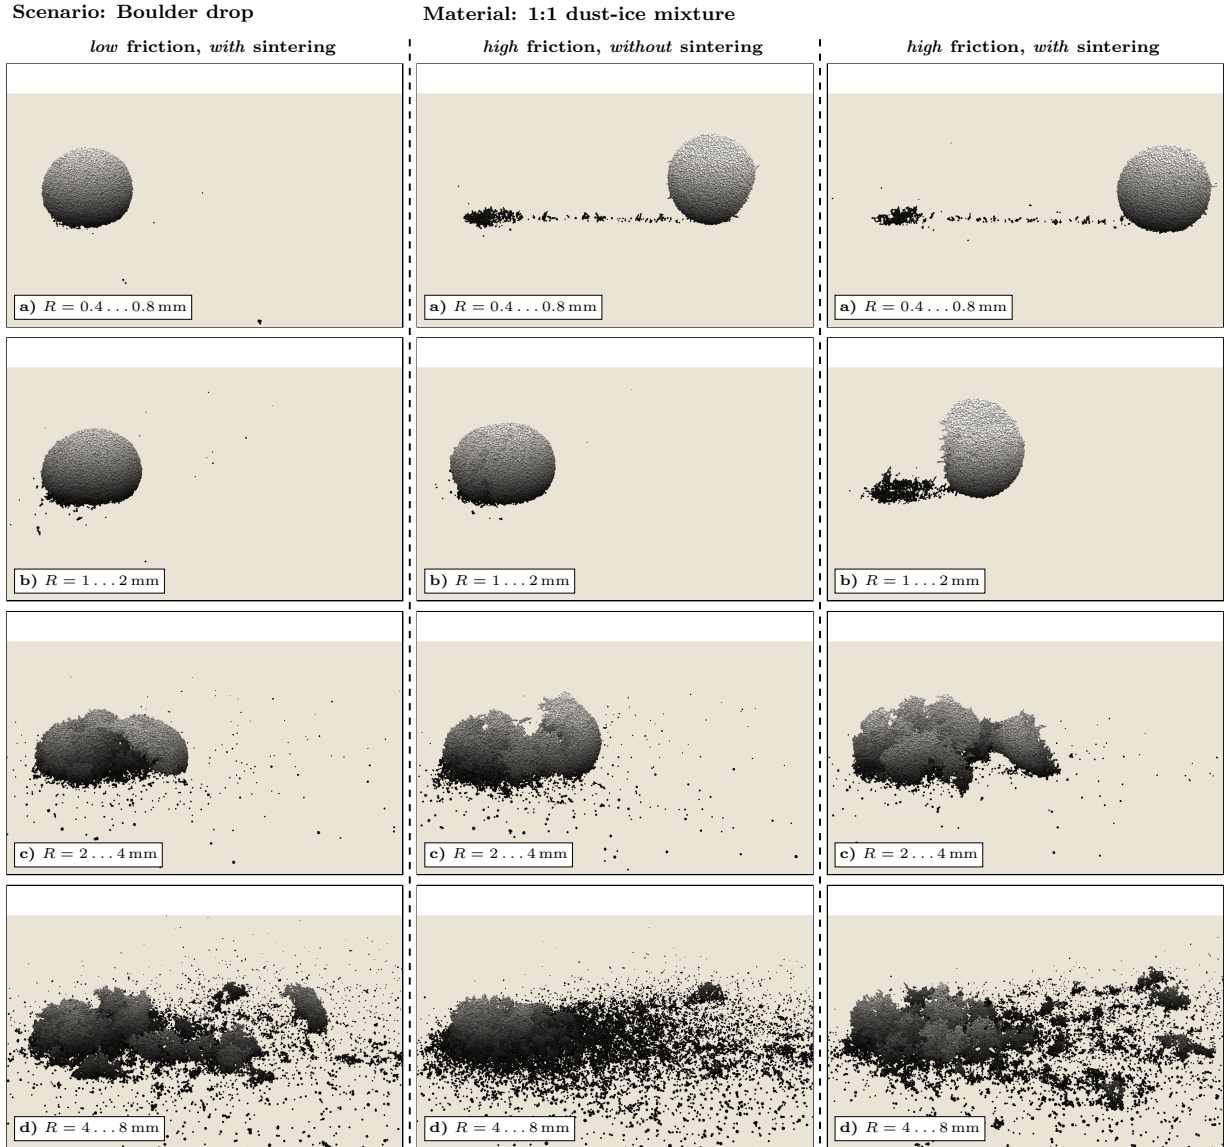 Scenario: Boulder drop Material: 1:1 dust-ice mixture
low friction, with sintering high friction, without sintering high friction, with sintering
a) R = 0.4 . . . 0.8 mm a) R = 0.4 . . . 0.8 mm a) R = 0.4 . . . 0.8 mm
b) R = 1 . . . 2 mm b) R = 1 . . . 2 mm b) R = 1 . . . 2 mm
c) R = 2 . . . 4 mm c) R = 2 . . . 4 mm c) R = 2 . . . 4 mm
d) R = 4 . . . 8 mm d) R = 4 . . . 8 mm d) R = 4 . . . 8 mm